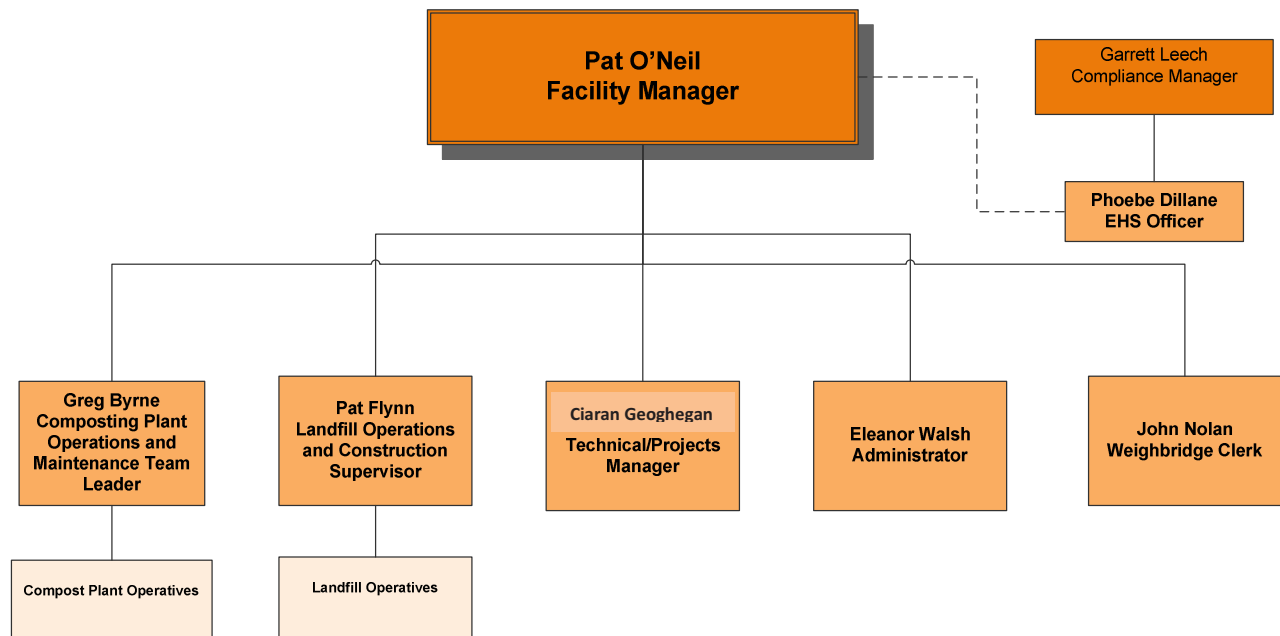 Pat O’Neil
Facility Manager
Garrett Leech
Compliance Manager
Phoebe Dillane
EHS Officer
Greg Byrne
Composting Plant
Operations and
Maintenance Team
Leader
Pat Flynn
Landfill Operations
and Construction
Supervisor
Ciaran Geoghegan
Technical/Projects
Manager
Eleanor Walsh
Administrator
John Nolan
Weighbridge Clerk
Compost Plant Operatives
Landfill Operatives